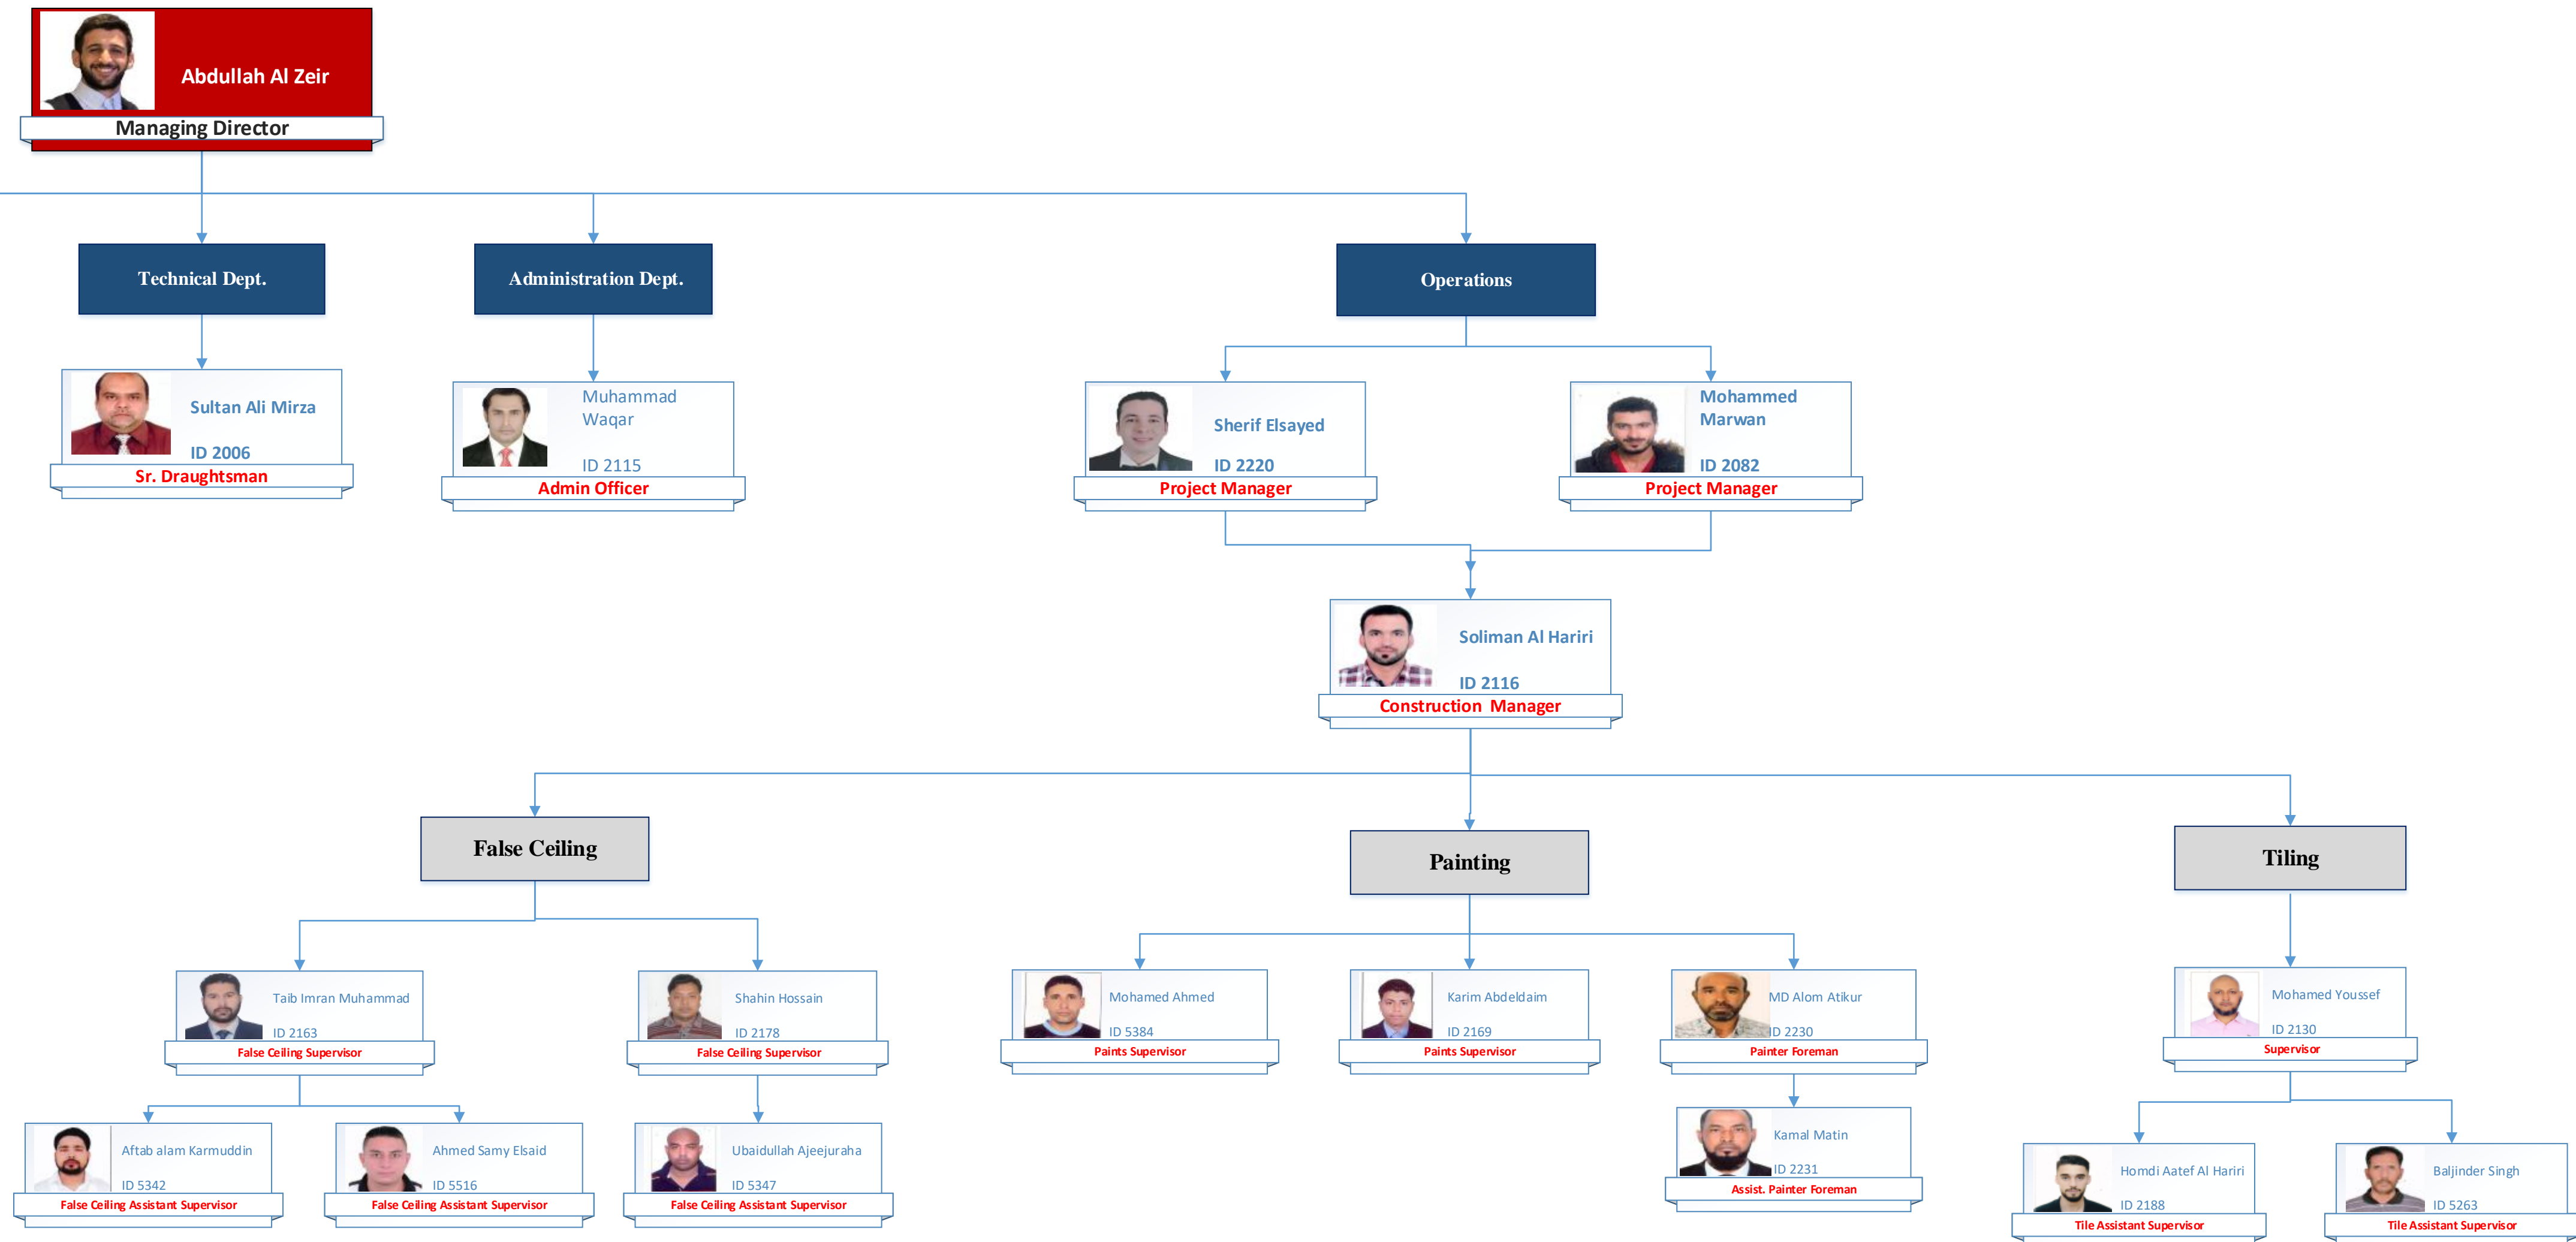 Abdullah Al Zeir
Managing Director
Technical Dept.
Administration Dept.
Operations
Sultan Ali Mirza
ID 2006
Sr. Draughtsman
Muhammad
Waqar
ID 2115
Admin Officer
Sherif Elsayed
ID 2220
Project Manager
Mohammed
Marwan
ID 2082
Project Manager
Soliman Al Hariri
ID 2116
Construction  Manager
False Ceiling
Painting
Tiling
Taib Imran Muhammad
ID 2163
False Ceiling Supervisor
Shahin Hossain
ID 2178
False Ceiling Supervisor
Mohamed Ahmed
ID 5384
Paints Supervisor
Karim Abdeldaim
ID 2169
Paints Supervisor
MD Alom Atikur
ID 2230
Painter Foreman
Mohamed Youssef
ID 2130
Supervisor
Aftab alam Karmuddin
ID 5342
False Ceiling Assistant Supervisor
Ahmed Samy Elsaid
ID 5516
False Ceiling Assistant Supervisor
Ubaidullah Ajeejuraha
ID 5347
False Ceiling Assistant Supervisor
Kamal Matin
ID 2231
Assist. Painter Foreman
Homdi Aatef Al Hariri
ID 2188
Tile Assistant Supervisor
Baljinder Singh
ID 5263
Tile Assistant Supervisor